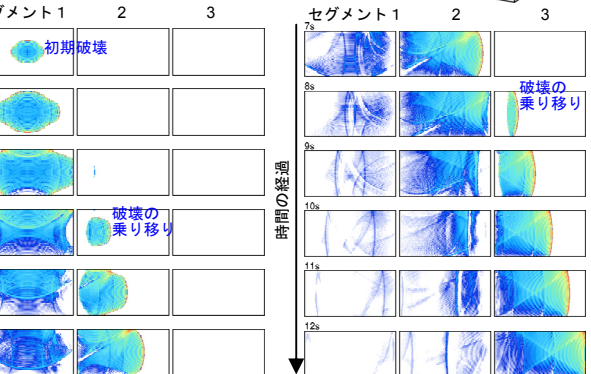 グメント 1 2 3
初期破壊
破壊の
乗り移り
時間の経過
セグメント 1 2 3
7s
8s
破壊の
乗り移り
9s
10s
11s
12s